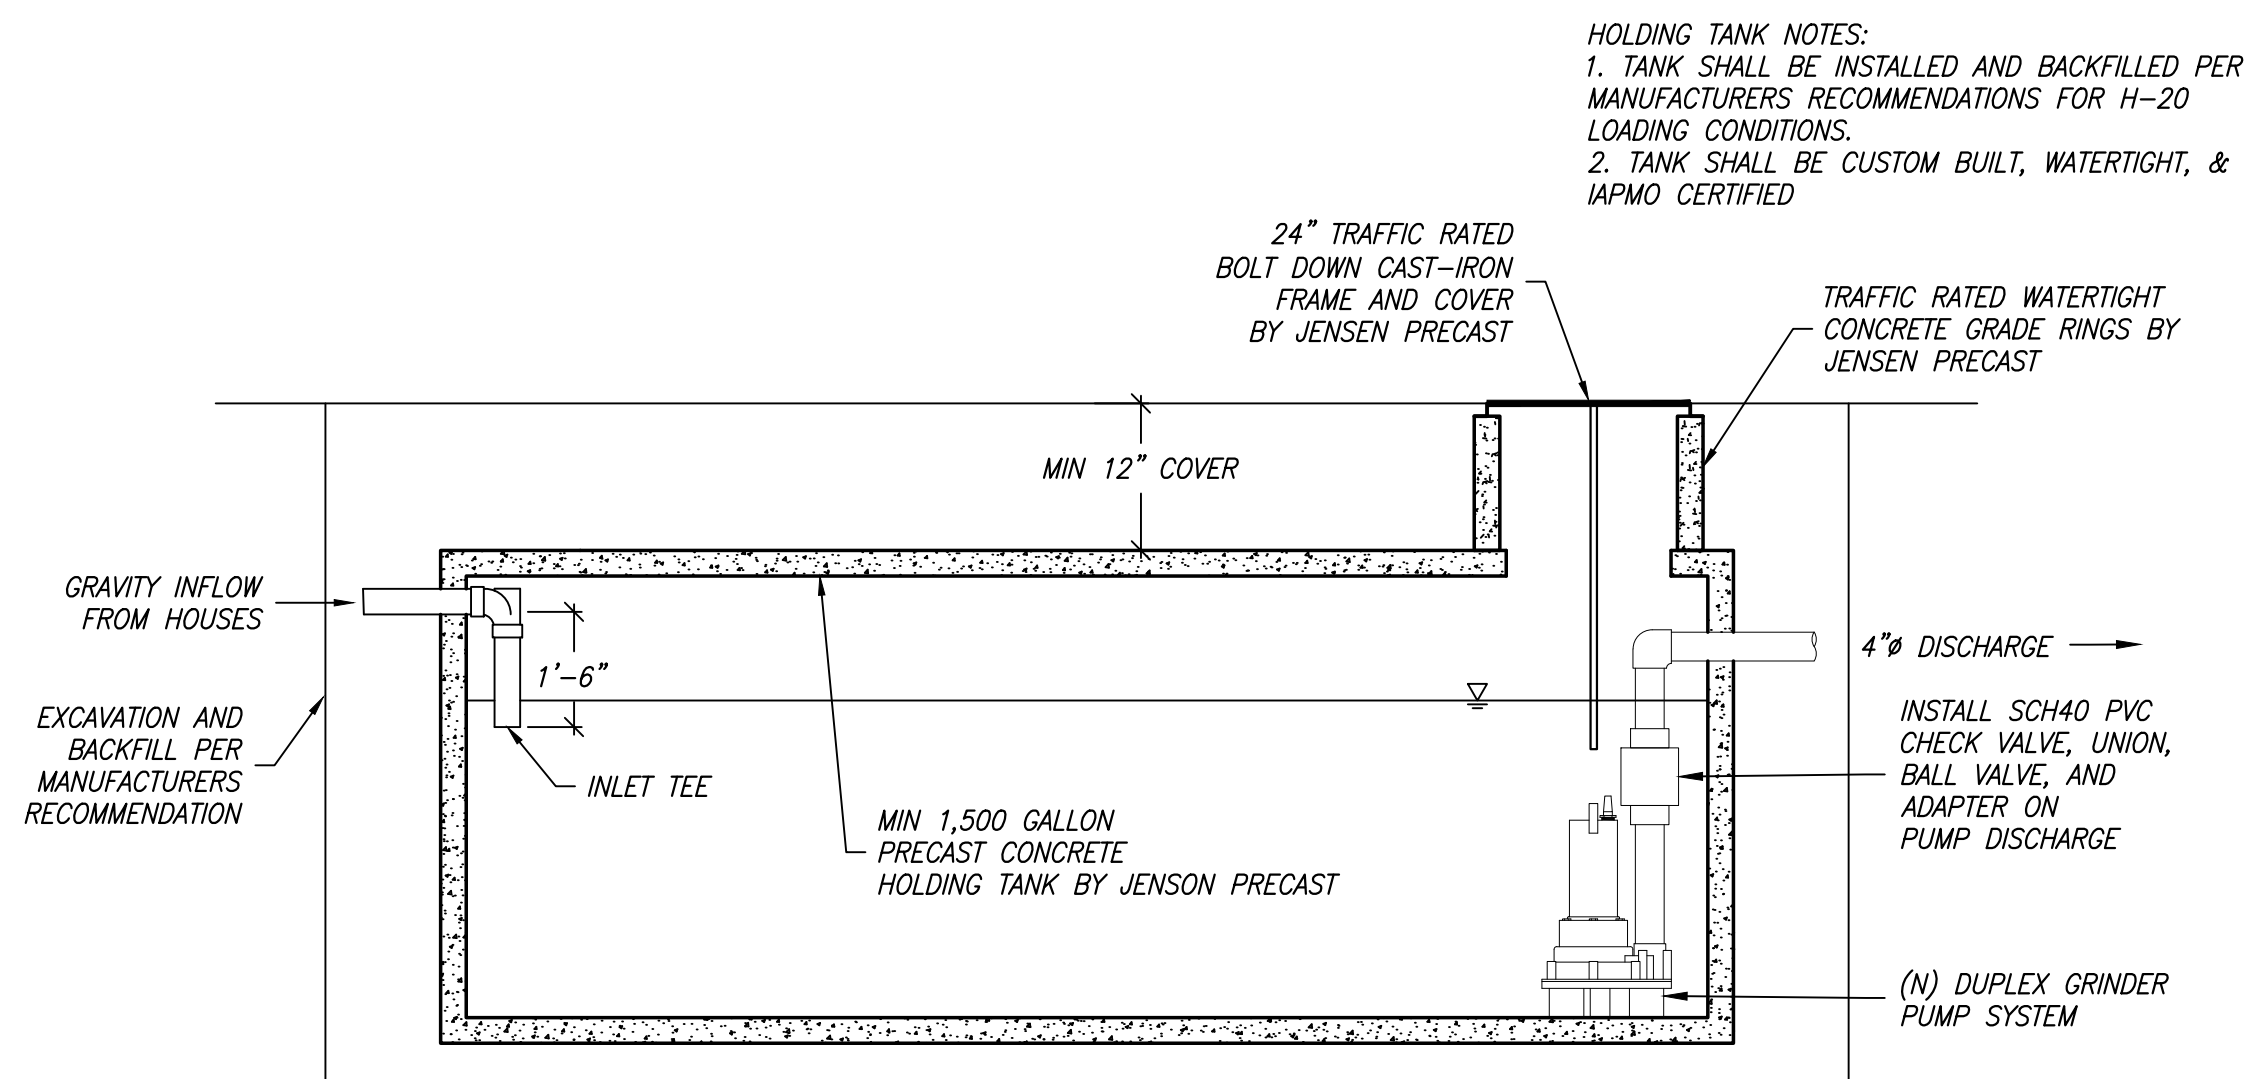 HOLDING TANK NOTES:
1. TANK SHALL BE INSTALLED AND BACKFILLED PER
MANUFACTURERS RECOMMENDATIONS FOR H-20
LOADING CONDITIONS.
2. TANK SHALL BE CUSTOM BUILT, WATERTIGHT, &
IAPMO CERTIFIED
24" TRAFFIC RATED
BOLT DOWN CAST-IRON
FRAME AND COVER
BY JENSEN PRECAST
TRAFFIC RATED WATERTIGHT
CONCRETE GRADE RINGS BY
JENSEN PRECAST
MIN 12" COVER
GRAVITY INFLOW
FROM HOUSES
1'-6"
4"ø DISCHARGE
EXCAVATION AND
BACKFILL PER
MANUFACTURERS
RECOMMENDATION
INLET TEE
MIN 1,500 GALLON
PRECAST CONCRETE
HOLDING TANK BY JENSON PRECAST
INSTALL SCH40 PVC
CHECK VALVE, UNION,
BALL VALVE, AND
ADAPTER ON
PUMP DISCHARGE
(N) DUPLEX GRINDER
PUMP SYSTEM